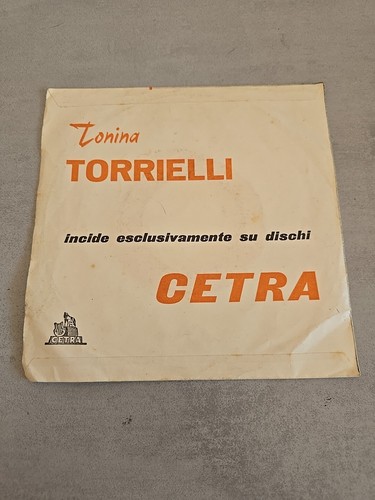 Tonina
TORRIELLI
incide esclusivamente su dischi
CETRA
CETRA